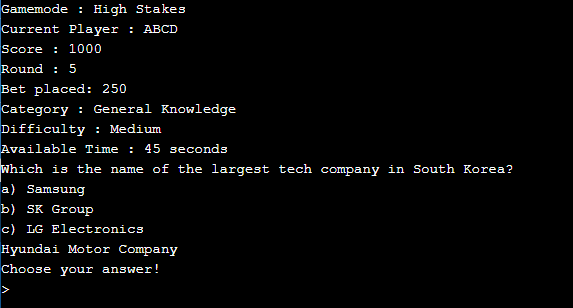 Gamemode : High Stakes
Current Player : ABCD
Score : 1000
Round : 5
Bet placed: 250
Category : General Knowledge
Difficulty : Medium
Available Time : 45 seconds
Which is the name of the largest tech company in South Korea?
a) Samsung
b) SK Group
c) LG Electronics
Hyundai Motor Company
Choose your answer!
>